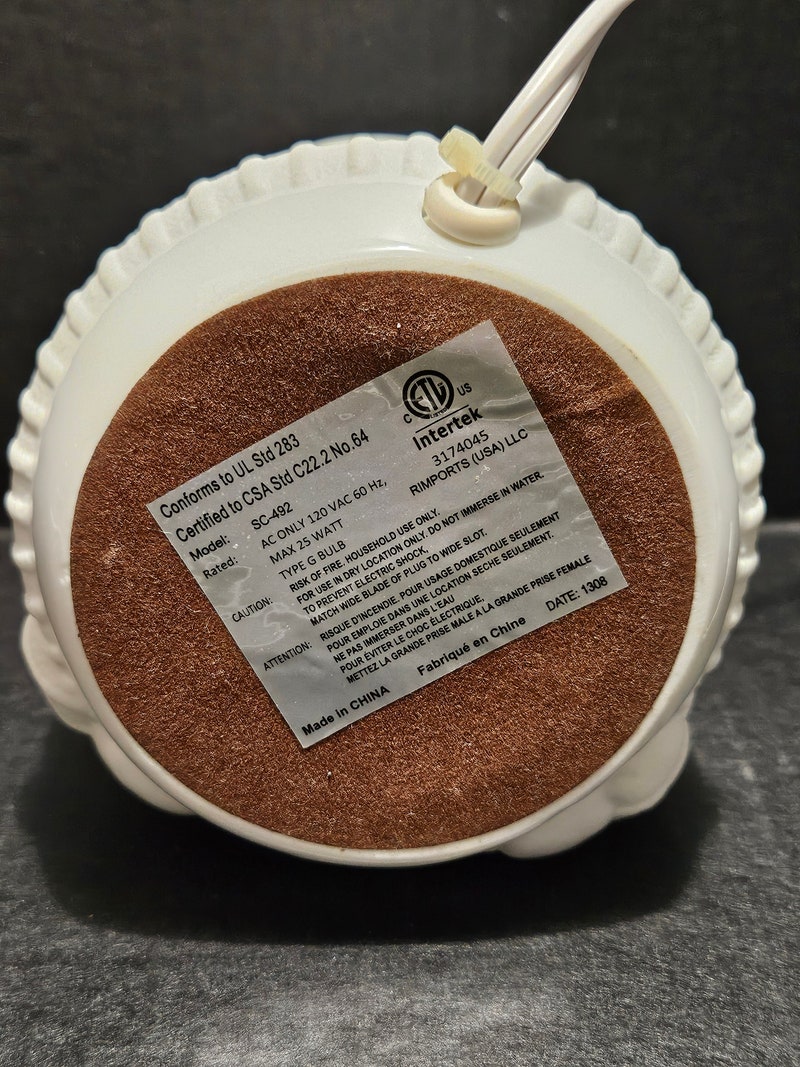 Conforms to UL Std 283
Certified to CSA Std C22.2 No.64
C ETL US
Intertek
3174045
RIMPORTS (USA) LLC
Model: SC-492
Rated: AC ONLY 120 VAC 60 Hz,
MAX 25 WATT
TYPE G BULB
CAUTION: RISK OF FIRE. HOUSEHOLD USE ONLY.
FOR USE IN DRY LOCATION ONLY. DO NOT IMMERSE IN WATER.
TO PREVENT ELECTRIC SHOCK,
MATCH WIDE BLADE OF PLUG TO WIDE SLOT.
ATTENTION: RISQUE D'INCENDIE. POUR USAGE DOMESTIQUE SEULEMENT
POUR EMPLOIE DANS UNE LOCATION SECHE SEULEMENT.
NE PAS IMMERSER DANS L'EAU
POUR ÉVITER LE CHOC ÉLECTRIQUE,
METTEZ LA GRANDE PRISE MALE A LA GRANDE PRISE FEMALE
Made in CHINA Fabriqué en Chine DATE: 1308